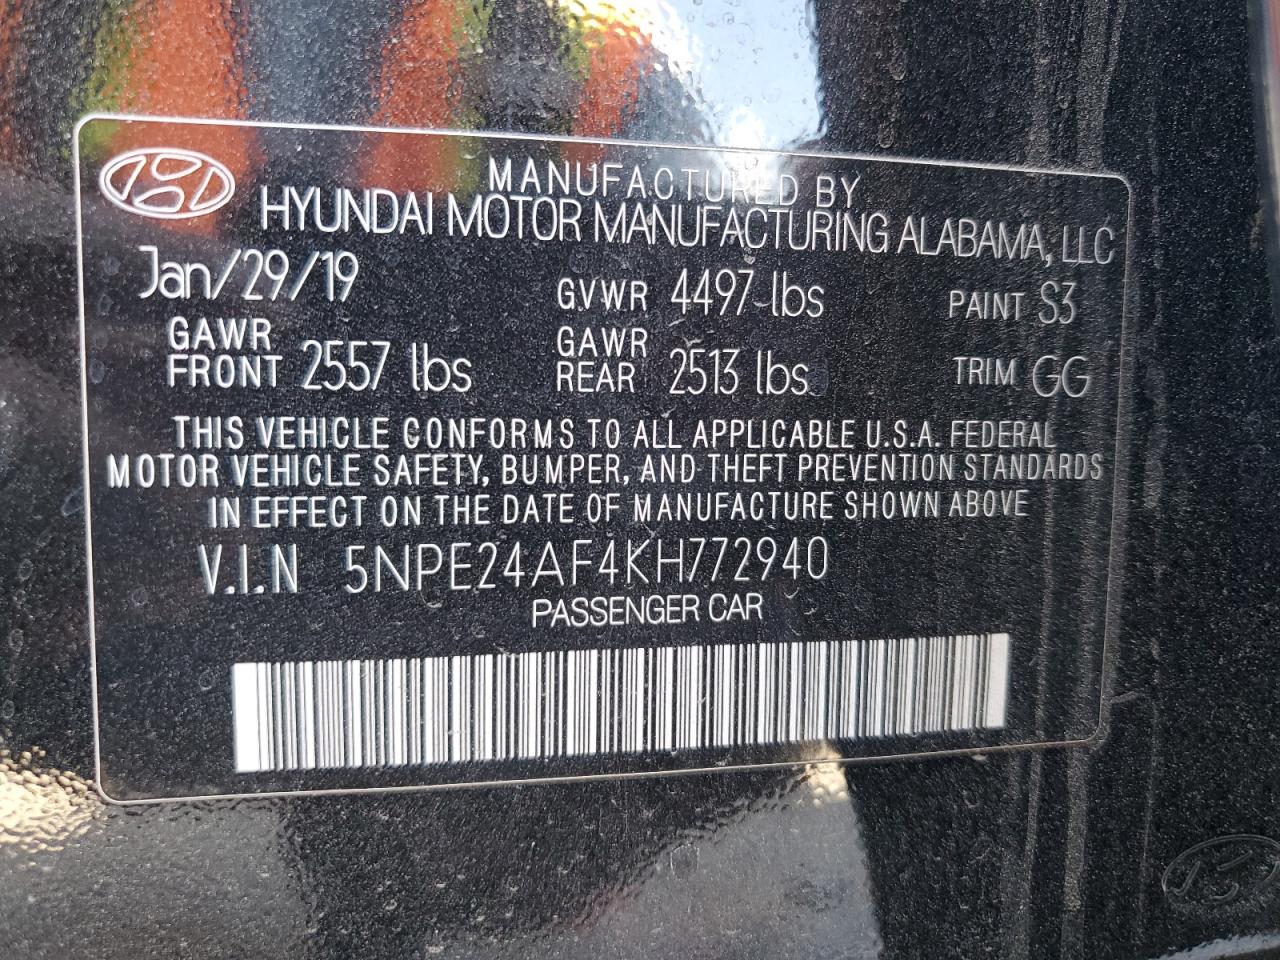 MANUFACTURED BY
HYUNDAI MOTOR MANUFACTURING ALABAMA, LLC
Jan/29/19 GVWR 4497 lbs PAINT S3
GAWR FRONT 2557 lbs GAWR REAR 2513 lbs TRIM GG
THIS VEHICLE CONFORMS TO ALL APPLICABLE U.S.A. FEDERAL
MOTOR VEHICLE SAFETY, BUMPER, AND THEFT PREVENTION STANDARDS
IN EFFECT ON THE DATE OF MANUFACTURE SHOWN ABOVE
V.I.N 5NPE24AF4KH772940
PASSENGER CAR